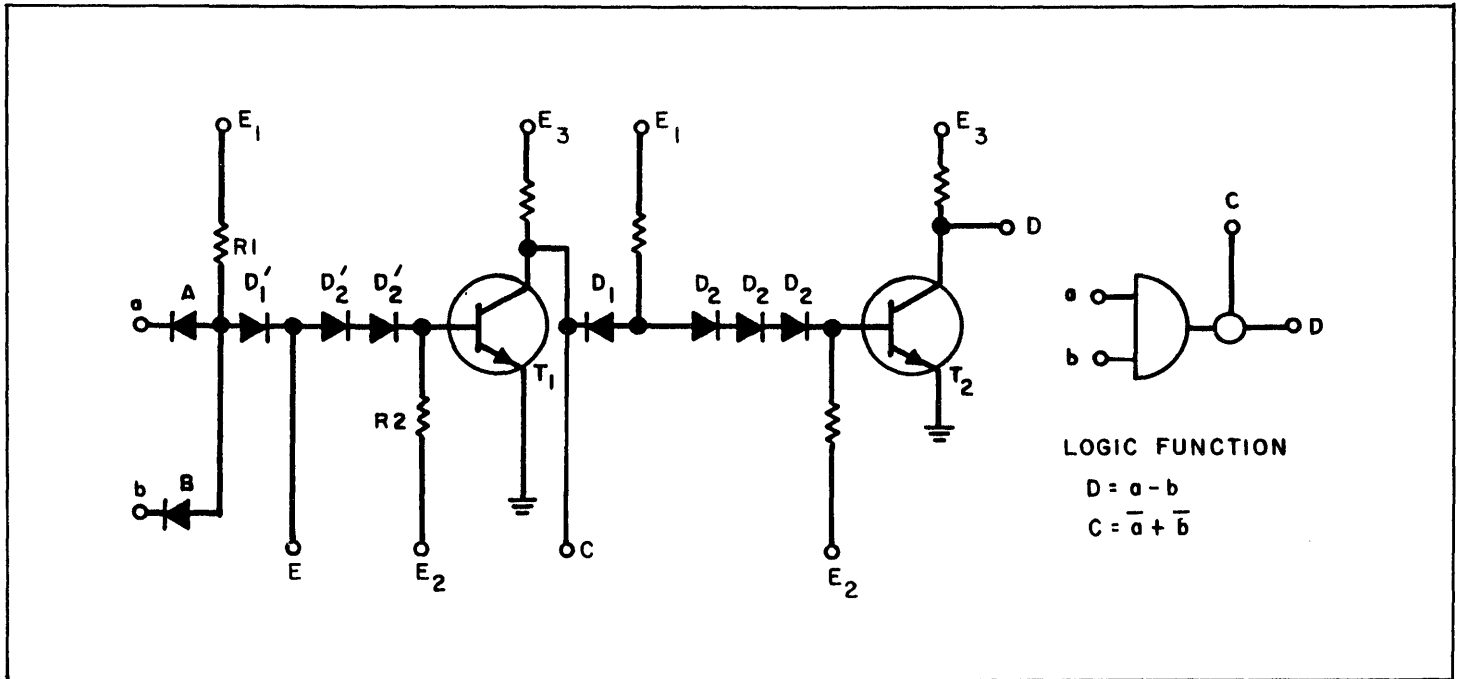 E1
E3
E1
E3
C
D
R1
a A D1' D2' D2' D1 D2 D2 D2
a
b
D
T1
T2
R2
LOGIC FUNCTION
b B
D = a - b
C = a̅ + b̅
E
E2
C
E2